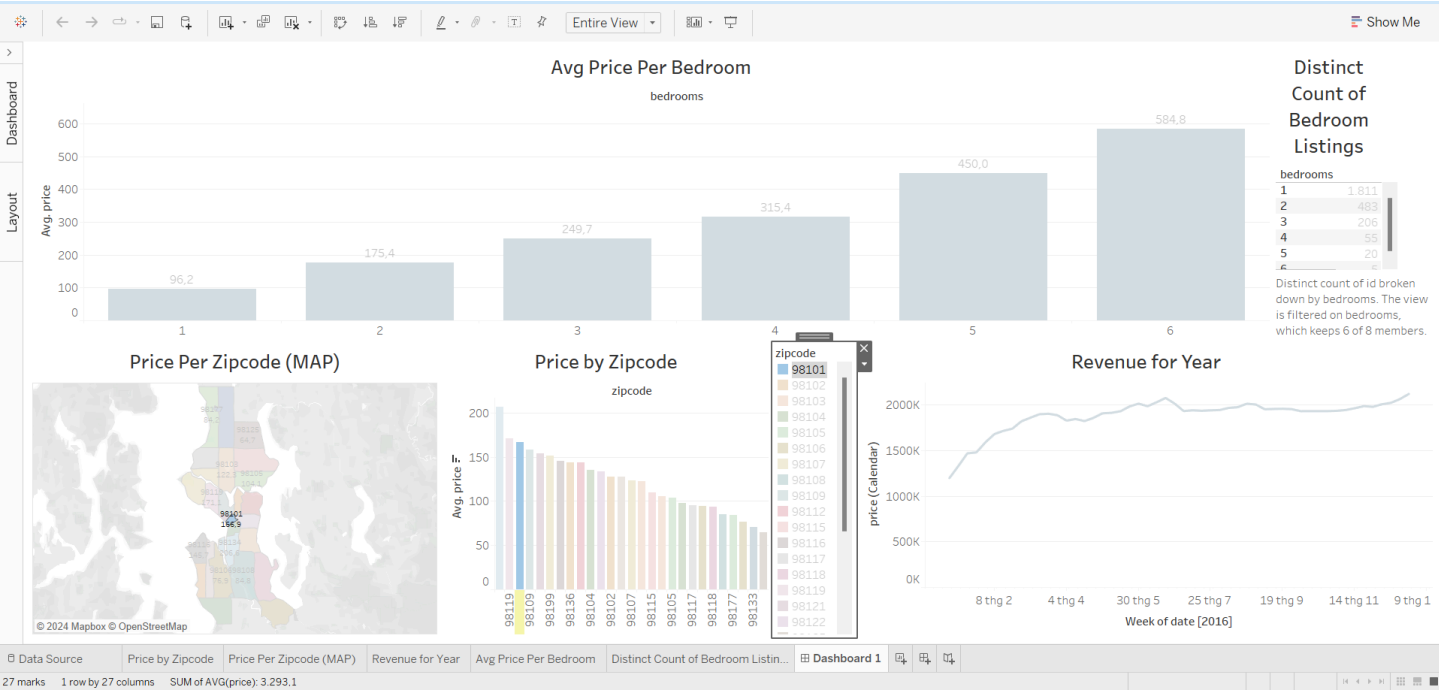 Entire View
Show Me
Dashboard
Layout
Avg Price Per Bedroom
bedrooms
Avg. price
600
500
400
300
200
100
0
96,2
175,4
249,7
315,4
450,0
584,8
1
2
3
4
5
6
Distinct
Count of
Bedroom
Listings
bedrooms
1 1.811
2 483
3 206
4 55
5 20
6 5
Distinct count of id broken
down by bedrooms. The view
is filtered on bedrooms,
which keeps 6 of 8 members.
Price Per Zipcode (MAP)
98101
166,9
© 2024 Mapbox © OpenStreetMap
Price by Zipcode
zipcode
Avg. price
200
150
100
50
0
98119
98109
98199
98136
98104
98102
98107
98115
98105
98117
98118
98177
98133
zipcode
98101
98102
98103
98104
98105
98106
98107
98108
98109
98112
98115
98116
98117
98118
98119
98121
98122
Revenue for Year
price (Calendar)
2000K
1500K
1000K
500K
0K
8 thg 2
4 thg 4
30 thg 5
25 thg 7
19 thg 9
14 thg 11
9 thg 1
Week of date [2016]
Data Source
Price by Zipcode
Price Per Zipcode (MAP)
Revenue for Year
Avg Price Per Bedroom
Distinct Count of Bedroom Listin...
Dashboard 1
27 marks
1 row by 27 columns
SUM of AVG(price): 3.293,1